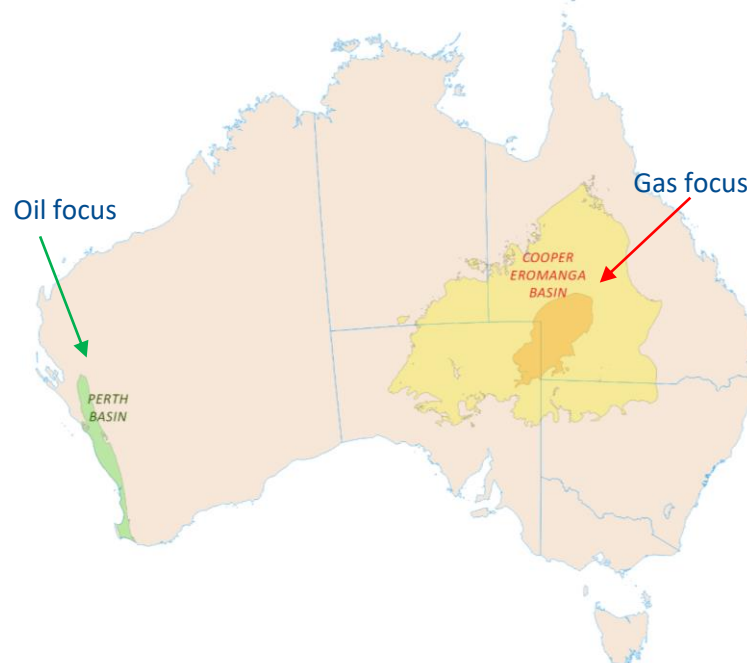 Gas focus
Oil focus
COOPER
EROMANGA
BASIN
PERTH
BASIN